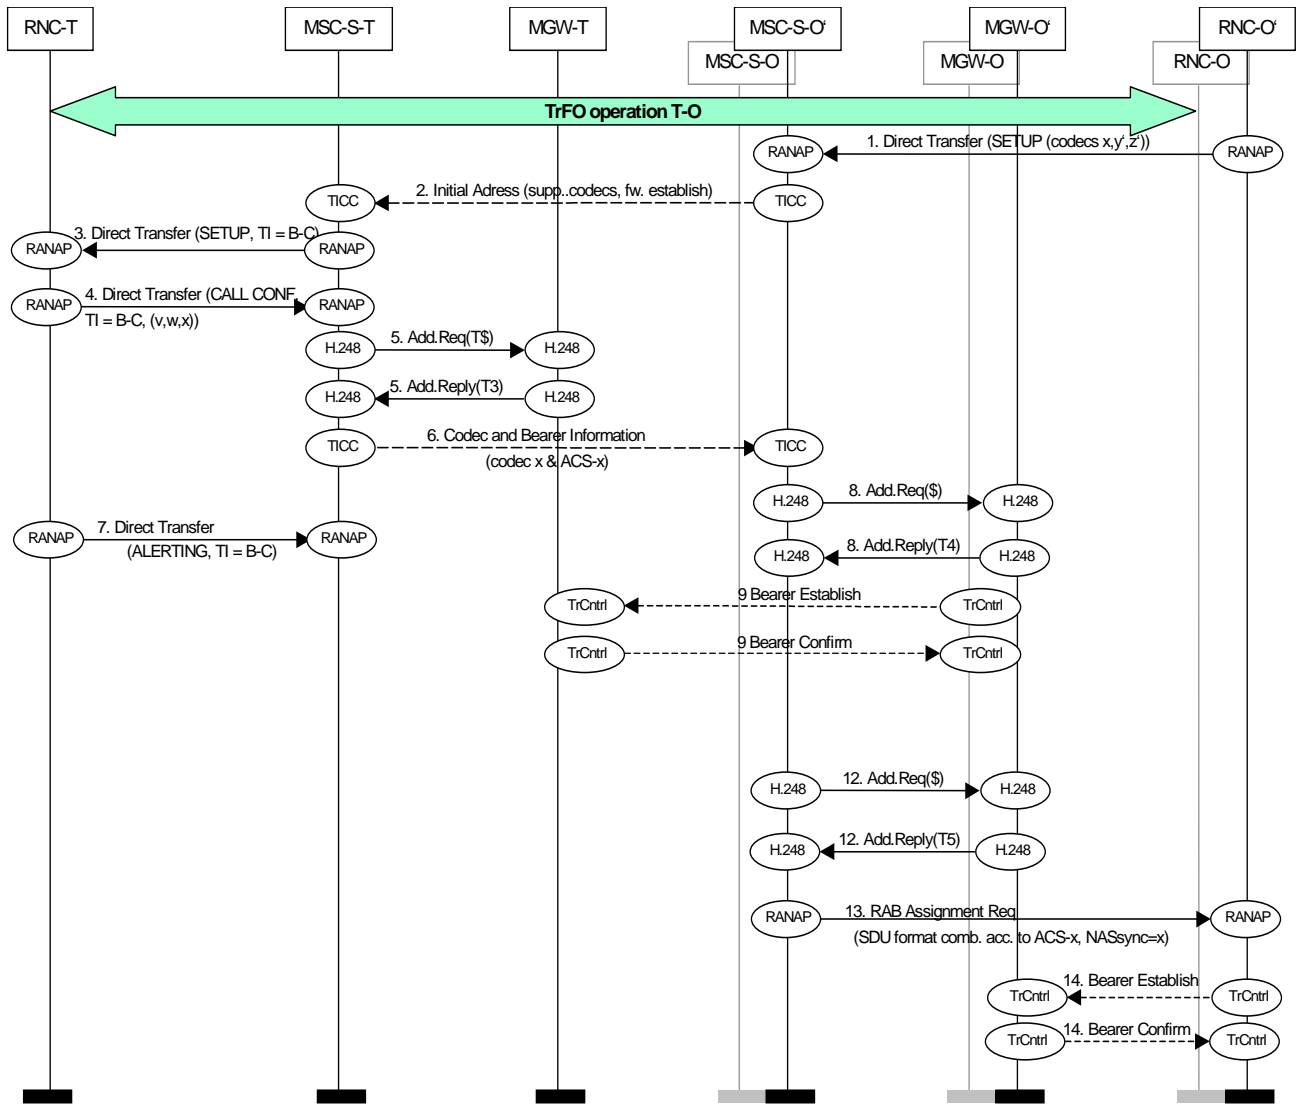 RNC-T
MSC-S-T
MGW-T
MSC-S-O'
MGW-O'
RNC-O'
MSC-S-O
MGW-O
RNC-O
TrFO operation T-O
RANAP
1. Direct Transfer (SETUP (codecs x,y',z'))
RANAP
TICC
2. Initial Adress (supp..codecs, fw. establish)
TICC
RANAP
3. Direct Transfer (SETUP, TI = B-C)
RANAP
RANAP
4. Direct Transfer (CALL CONF,
TI = B-C, (v,w,x))
RANAP
H.248
5. Add.Req(T$)
H.248
H.248
5. Add.Reply(T3)
H.248
TICC
6. Codec and Bearer Information
(codec x & ACS-x)
TICC
H.248
8. Add.Req($)
H.248
RANAP
7. Direct Transfer
(ALERTING, TI = B-C)
RANAP
H.248
8. Add.Reply(T4)
H.248
TrCntrl
9 Bearer Establish
TrCntrl
TrCntrl
9 Bearer Confirm
TrCntrl
H.248
12. Add.Req($)
H.248
H.248
12. Add.Reply(T5)
H.248
RANAP
13. RAB Assignment Req
(SDU format comb. acc. to ACS-x, NASsync=x)
RANAP
TrCntrl
14. Bearer Establish
TrCntrl
TrCntrl
14. Bearer Confirm
TrCntrl